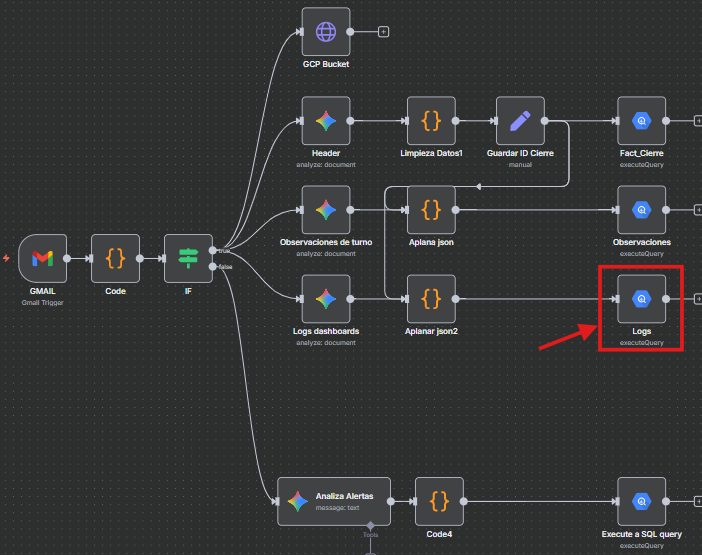 GCP Bucket
Header
analyze: document
Limpieza Datos1
Guardar ID Cierre
manual
Fact_Cierre
executeQuery
Observaciones de turno
analyze: document
Aplana json
Observaciones
executeQuery
GMAIL
Gmail Trigger
Code
IF
true
false
Logs dashboards
analyze: document
Aplanar json2
Logs
executeQuery
Analiza Alertas
message: text
Tools
Code4
Execute a SQL query
executeQuery